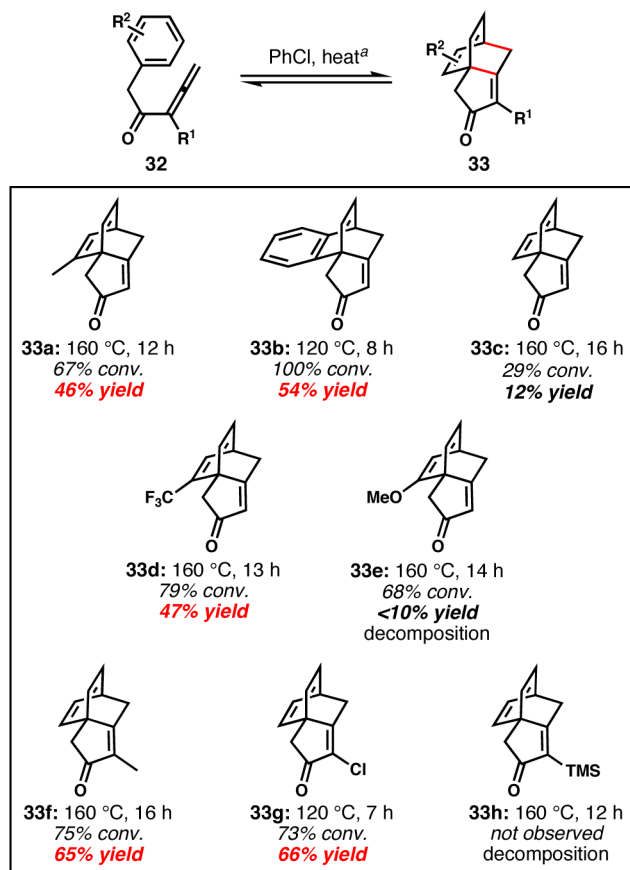 R²
O
R¹
32
PhCl, heatᵃ
R²
O
R¹
33
O
33a: 160 °C, 12 h
67% conv.
46% yield
O
33b: 120 °C, 8 h
100% conv.
54% yield
O
33c: 160 °C, 16 h
29% conv.
12% yield
F₃C
O
33d: 160 °C, 13 h
79% conv.
47% yield
MeO
O
33e: 160 °C, 14 h
68% conv.
<10% yield
decomposition
O
33f: 160 °C, 16 h
75% conv.
65% yield
Cl
O
33g: 120 °C, 7 h
73% conv.
66% yield
TMS
O
33h: 160 °C, 12 h
not observed
decomposition